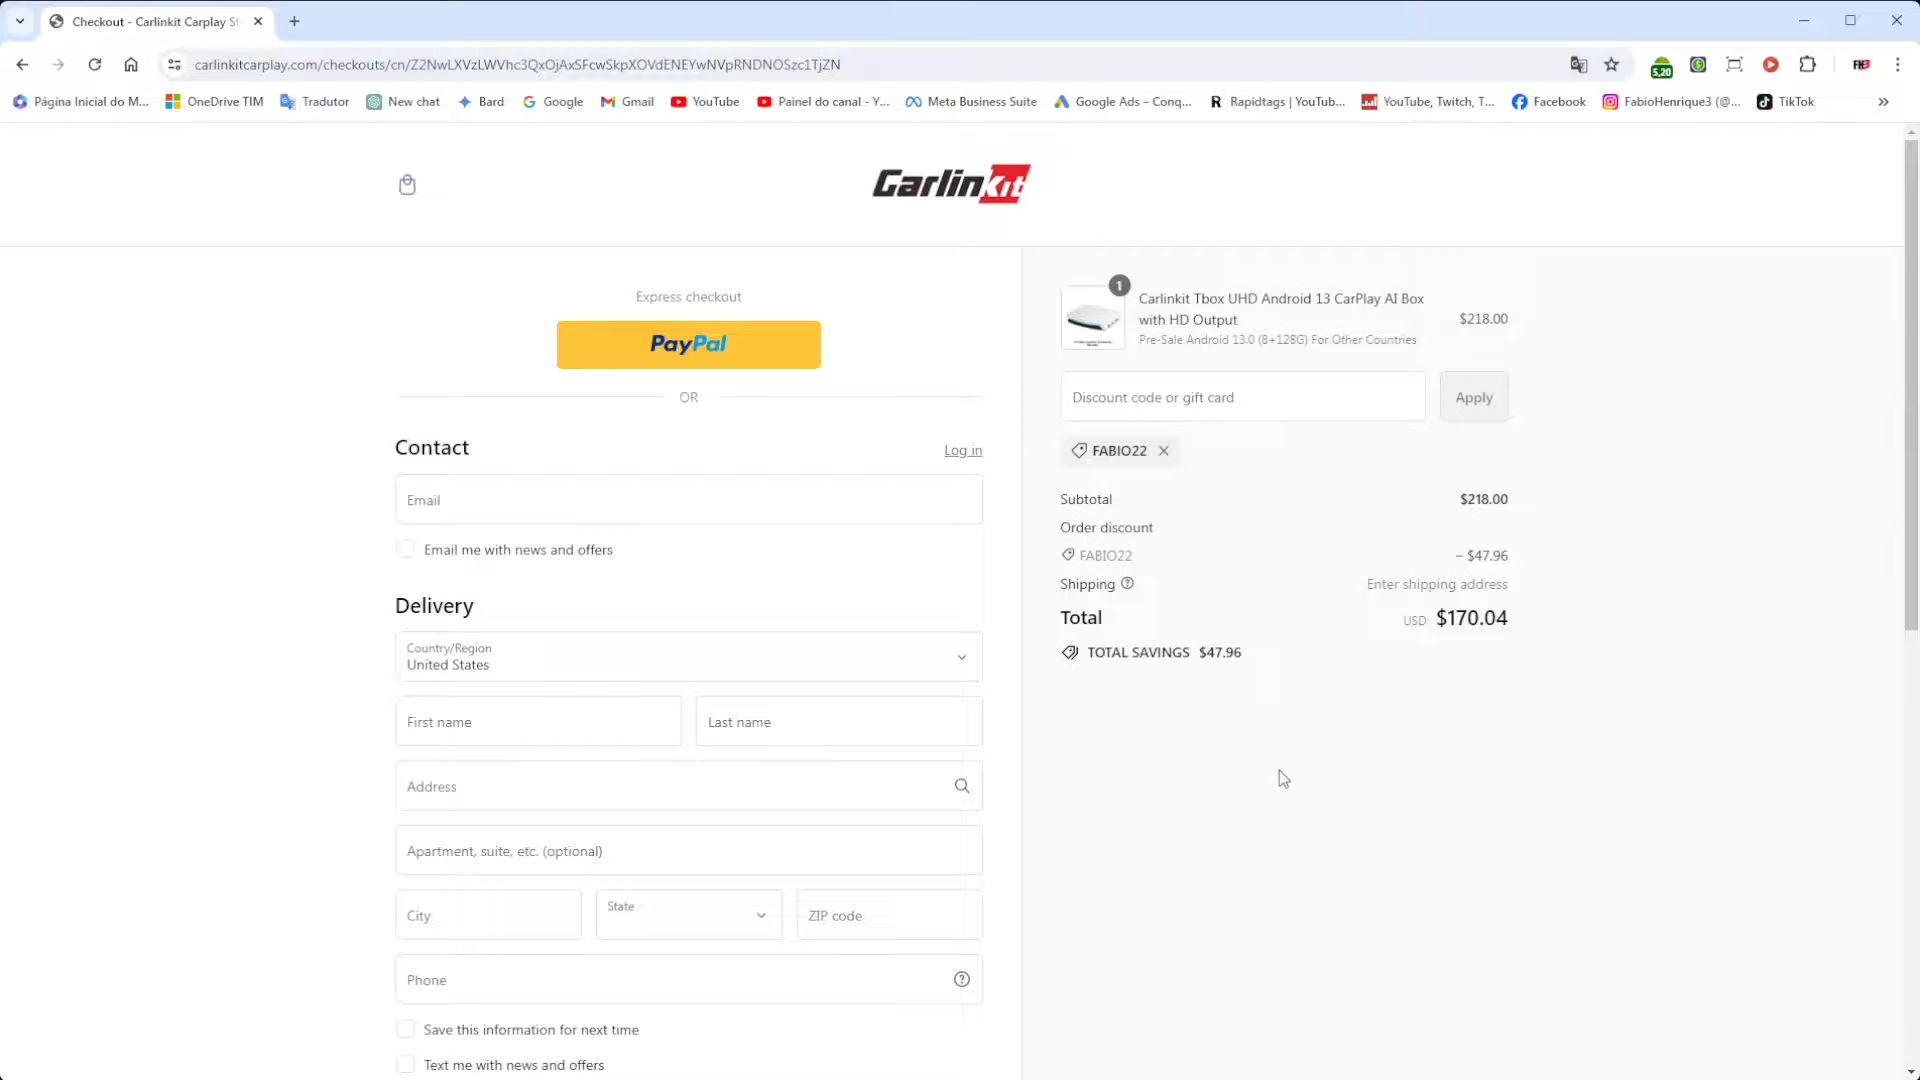 Checkout - Carlinkit Carplay St
carlinkitcarplay.com/checkouts/cn/Z2NwLXVzLWVhc3QxOjAxSFcwSkpXOVdENEYwNVpRNDNOSzc1TjZN
5,20
FH3
Página Inicial do M...
OneDrive TIM
Tradutor
New chat
Bard
Google
Gmail
YouTube
Painel do canal - Y...
Meta Business Suite
Google Ads – Conq...
Rapidtags | YouTub...
YouTube, Twitch, T...
Facebook
FabioHenrique3 (@...
TikTok
Carlinkit
Express checkout
PayPal
OR
Contact
Log in
Email
Email me with news and offers
Delivery
Country/Region
United States
First name
Last name
Address
Apartment, suite, etc. (optional)
City
State
ZIP code
Phone
Save this information for next time
Text me with news and offers
1
Carlinkit Tbox UHD Android 13 CarPlay AI Box
with HD Output
Pre-Sale Android 13.0 (8+128G) For Other Countries
$218.00
Discount code or gift card
Apply
FABIO22
Subtotal $218.00
Order discount
FABIO22 – $47.96
Shipping Enter shipping address
Total USD $170.04
TOTAL SAVINGS $47.96